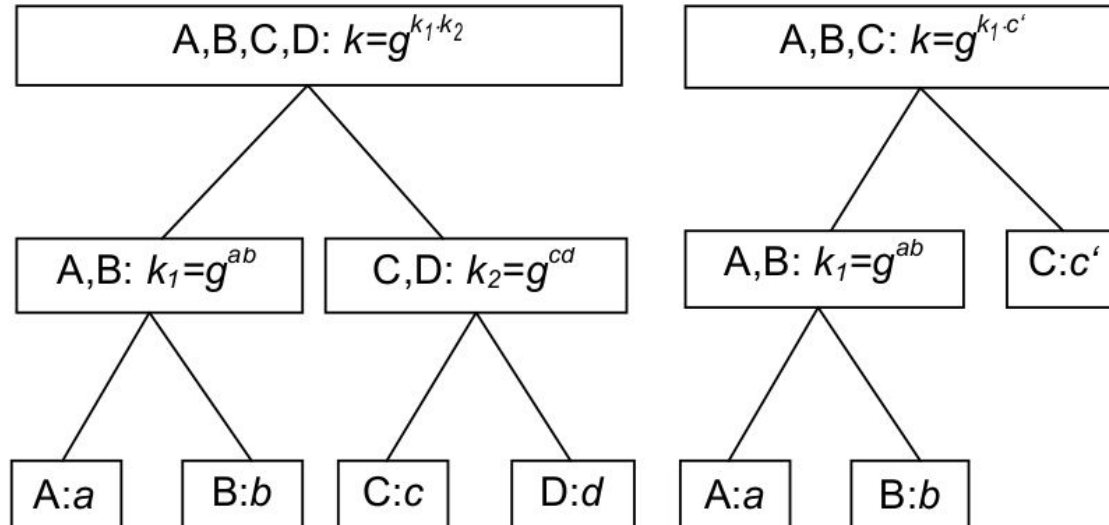 A,B,C,D: k=g^{k₁·k₂}
A,B,C: k=g^{k₁·c‘}
A,B: k₁=g^{ab}
C,D: k₂=g^{cd}
A,B: k₁=g^{ab}
C:c‘
A:a
B:b
C:c
D:d
A:a
B:b